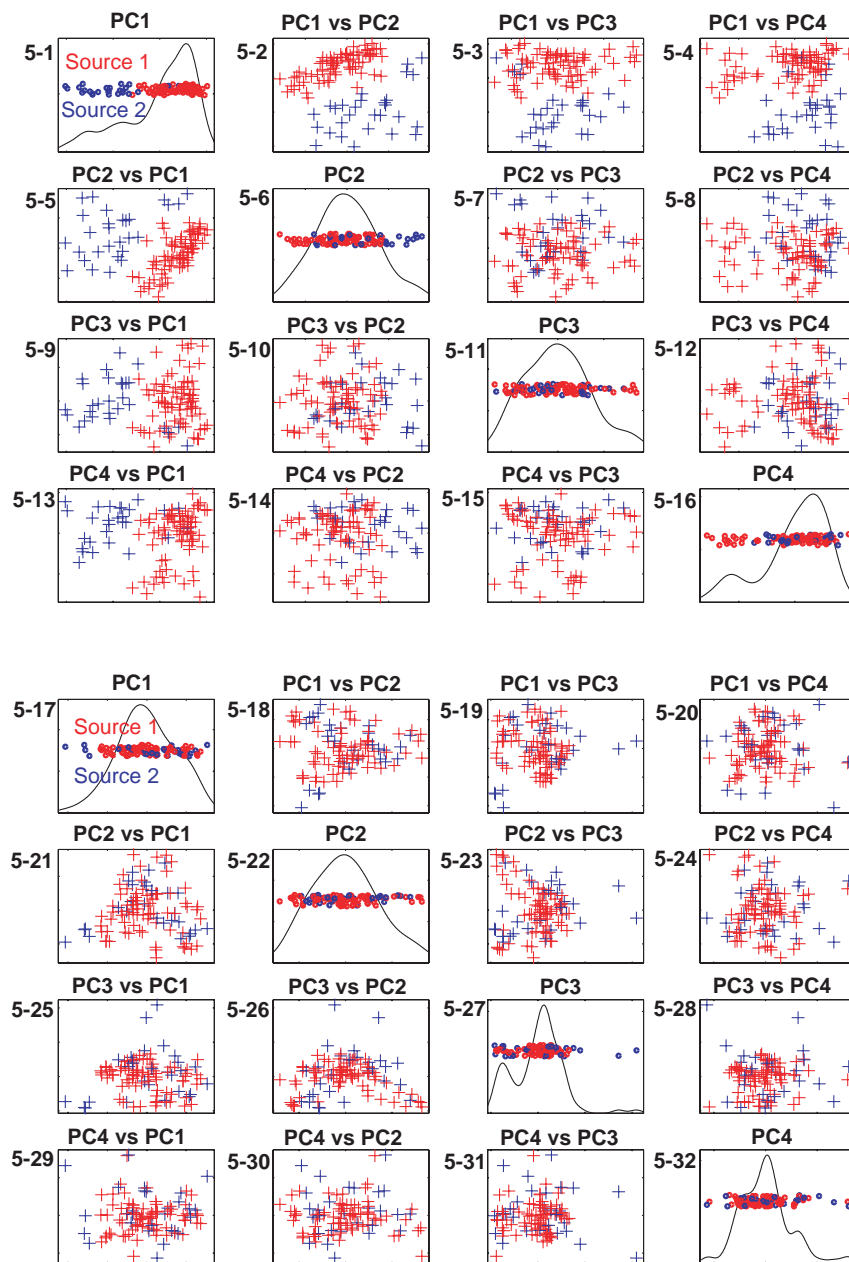 PC1
PC1 vs PC2
PC1 vs PC3
PC1 vs PC4
5-1
Source 1
Source 2
5-2
5-3
5-4
PC2 vs PC1
PC2
PC2 vs PC3
PC2 vs PC4
5-5
5-6
5-7
5-8
PC3 vs PC1
PC3 vs PC2
PC3
PC3 vs PC4
5-9
5-10
5-11
5-12
PC4 vs PC1
PC4 vs PC2
PC4 vs PC3
PC4
5-13
5-14
5-15
5-16
PC1
PC1 vs PC2
PC1 vs PC3
PC1 vs PC4
5-17
Source 1
Source 2
5-18
5-19
5-20
PC2 vs PC1
PC2
PC2 vs PC3
PC2 vs PC4
5-21
5-22
5-23
5-24
PC3 vs PC1
PC3 vs PC2
PC3
PC3 vs PC4
5-25
5-26
5-27
5-28
PC4 vs PC1
PC4 vs PC2
PC4 vs PC3
PC4
5-29
5-30
5-31
5-32